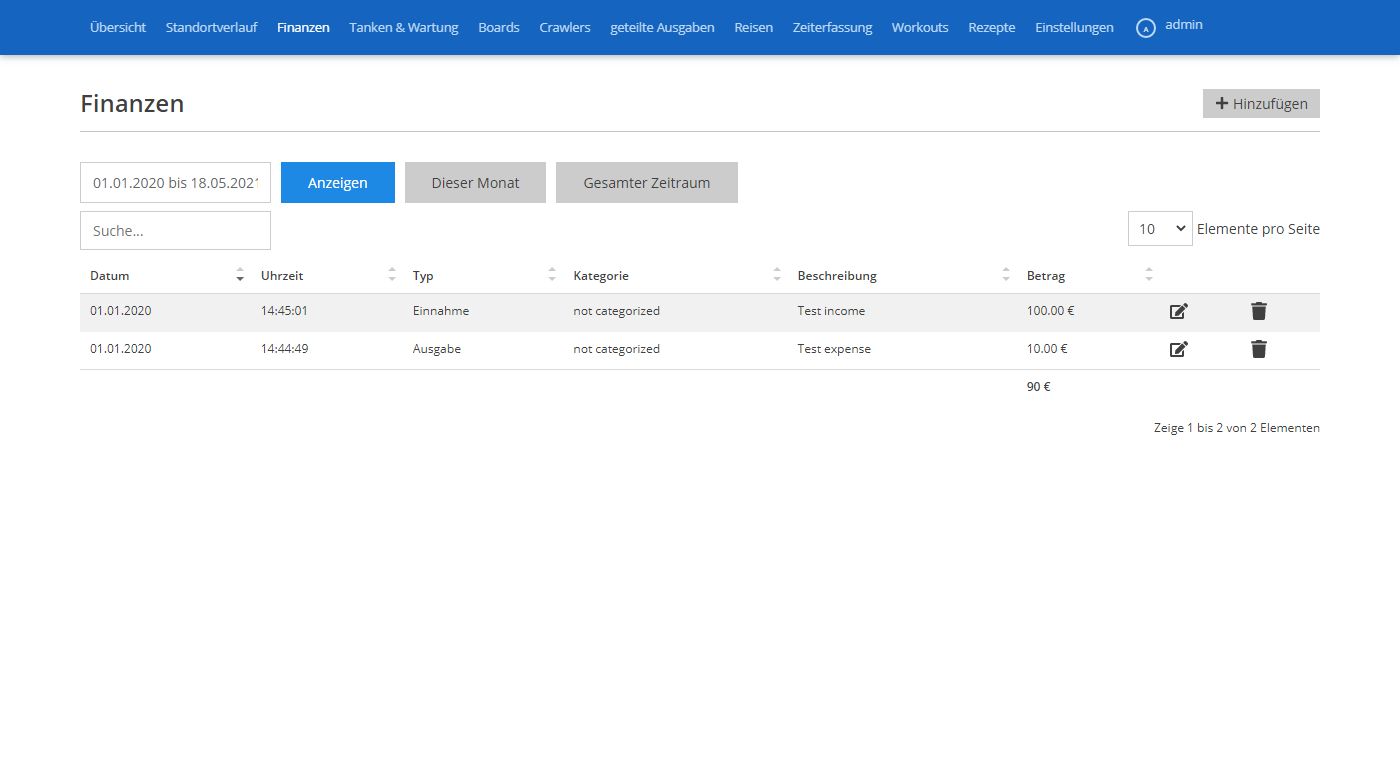 Übersicht Standortverlauf Finanzen Tanken & Wartung Boards Crawlers geteilte Ausgaben Reisen Zeiterfassung Workouts Rezepte Einstellungen A admin
Finanzen Hinzufügen
01.01.2020 bis 18.05.2021 Anzeigen Dieser Monat Gesamter Zeitraum
Suche... 10 Elemente pro Seite
Datum Uhrzeit Typ Kategorie Beschreibung Betrag
01.01.2020 14:45:01 Einnahme not categorized Test income 100.00 €
01.01.2020 14:44:49 Ausgabe not categorized Test expense 10.00 €
90 €
Zeige 1 bis 2 von 2 Elementen